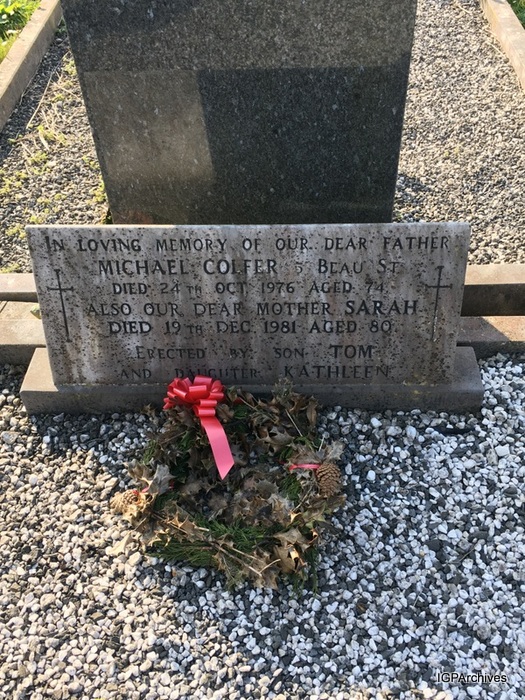 IN LOVING MEMORY OF OUR DEAR FATHER
MICHAEL COLFER 5 BEAU ST
DIED 24TH OCT 1976 AGED 74
ALSO OUR DEAR MOTHER SARAH
DIED 19TH DEC. 1981 AGED 80
ERECTED BY SON TOM
AND DAUGHTER KATHLEEN
IGPArchives